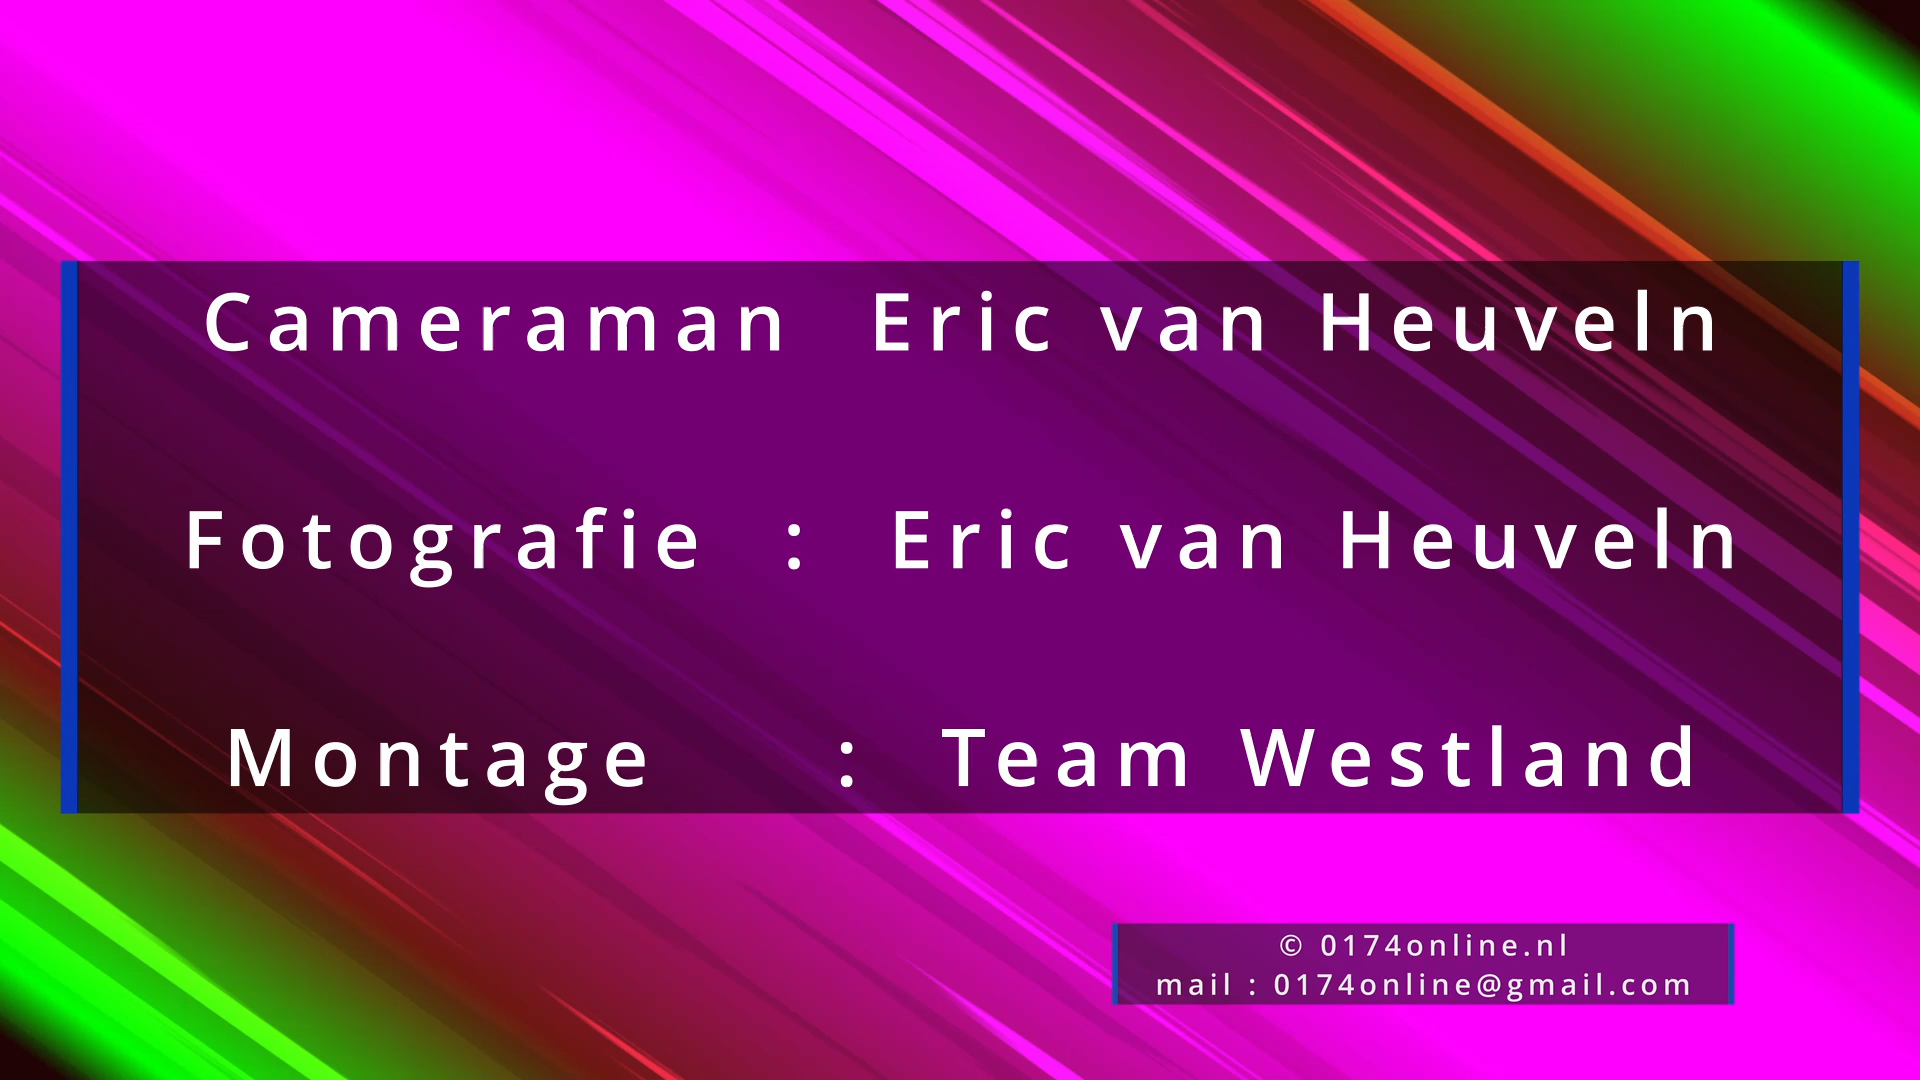 Cameraman Eric van Heuveln
Fotografie : Eric van Heuveln
Montage : Team Westland
© 0174online.nl
mail : 0174online@gmail.com